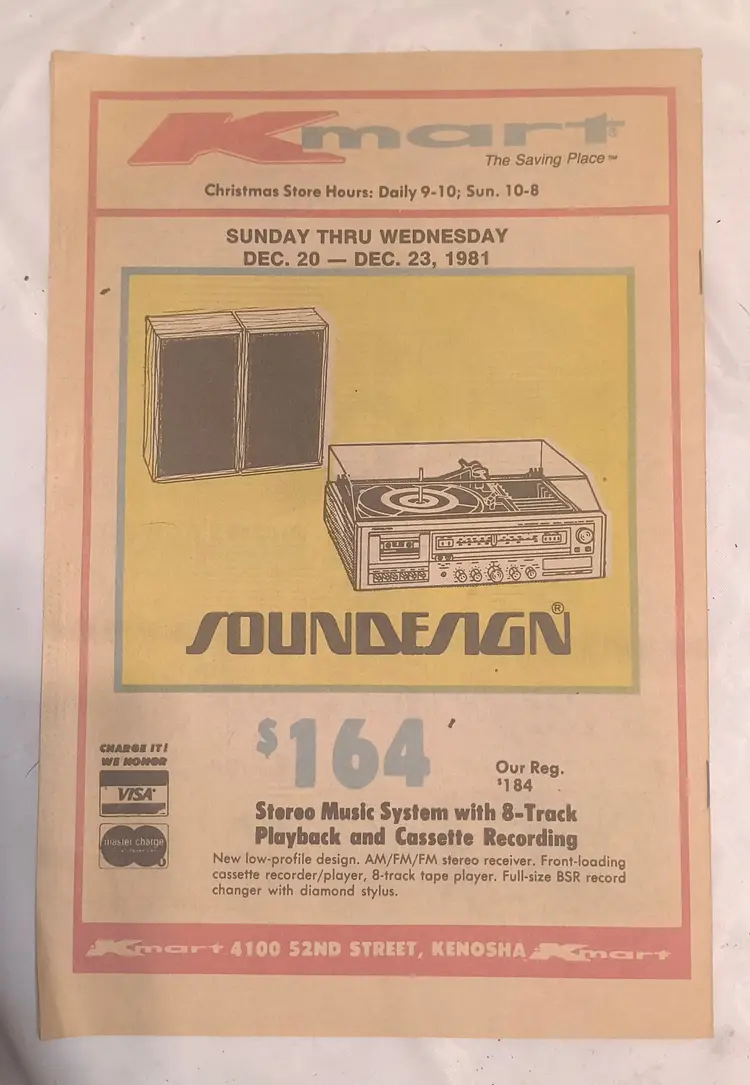 Kmart®
The Saving Place™
Christmas Store Hours: Daily 9-10; Sun. 10-8
SUNDAY THRU WEDNESDAY
DEC. 20 — DEC. 23, 1981
SOUNDESIGN®
$164
Our Reg.
$184
CHARGE IT!
WE HONOR
VISA®
master charge
Stereo Music System with 8-Track
Playback and Cassette Recording
New low-profile design. AM/FM/FM stereo receiver. Front-loading
cassette recorder/player, 8-track tape player. Full-size BSR record
changer with diamond stylus.
Kmart 4100 52ND STREET, KENOSHA Kmart